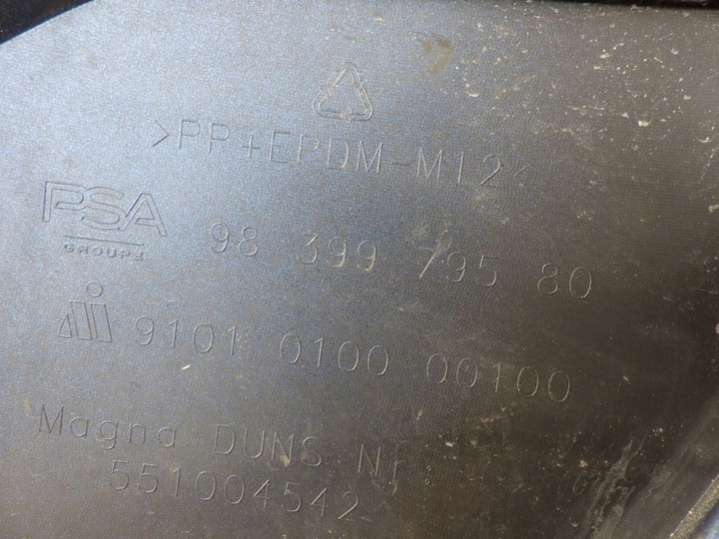 >PP+EPDM-M12<
PSA
GROUPE
98 399 795 80
9101 0100 00100
Magna DUNS Nr.
551004542